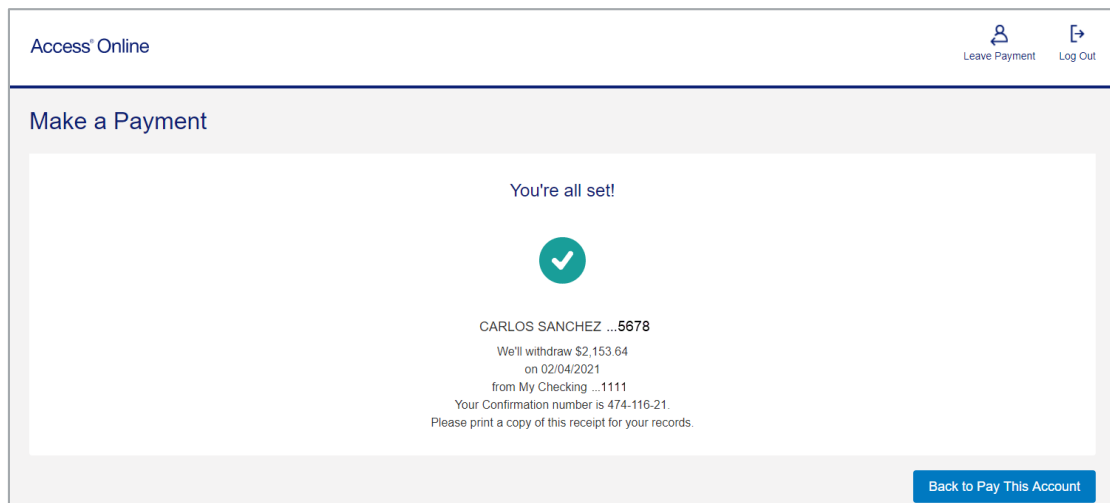 Access® Online
Leave Payment
Log Out
Make a Payment
You're all set!
CARLOS SANCHEZ ...5678
We'll withdraw $2,153.64
on 02/04/2021
from My Checking ...1111
Your Confirmation number is 474-116-21.
Please print a copy of this receipt for your records.
Back to Pay This Account